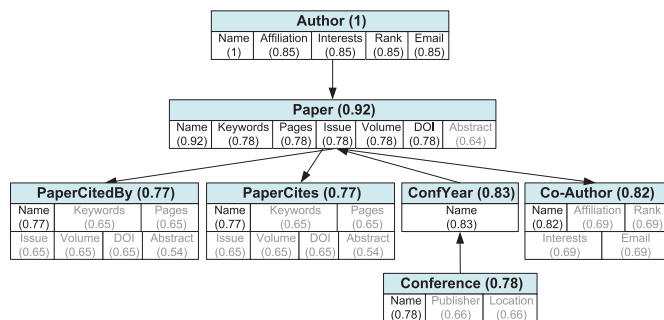 Author (1)
Name Affiliation Interests Rank Email
(1) (0.85) (0.85) (0.85) (0.85)
Paper (0.92)
Name Keywords Pages Issue Volume DOI Abstract
(0.92) (0.78) (0.78) (0.78) (0.78) (0.78) (0.64)
PaperCitedBy (0.77)
Name Keywords Pages
(0.77) (0.65) (0.65)
Issue Volume DOI Abstract
(0.65) (0.65) (0.65) (0.54)
PaperCites (0.77)
Name Keywords Pages
(0.77) (0.65) (0.65)
Issue Volume DOI Abstract
(0.65) (0.65) (0.65) (0.54)
ConfYear (0.83)
Name
(0.83)
Co-Author (0.82)
Name Affiliation Rank
(0.82) (0.69) (0.69)
Interests Email
(0.69) (0.69)
Conference (0.78)
Name Publisher Location
(0.78) (0.66) (0.66)